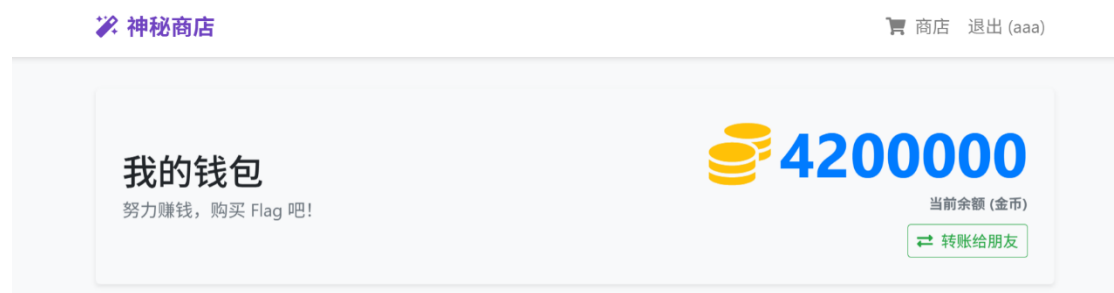 神秘商店
商店 退出 (aaa)
我的钱包
努力赚钱，购买 Flag 吧！
4200000
当前余额 (金币)
转账给朋友